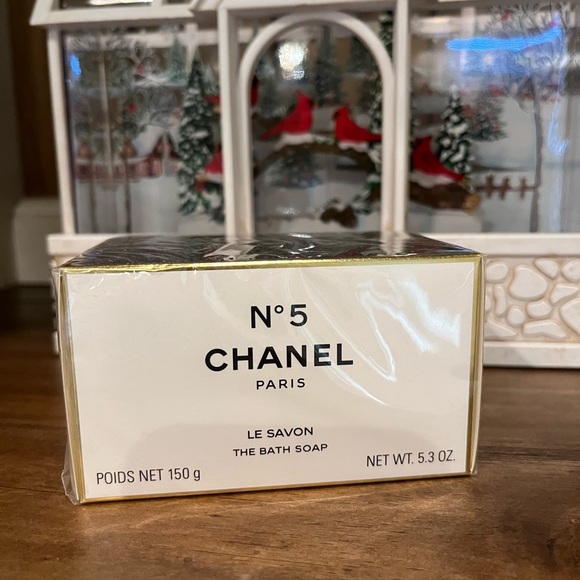 N°5
CHANEL
PARIS
LE SAVON
THE BATH SOAP
POIDS NET 150 g
NET WT. 5.3 OZ.